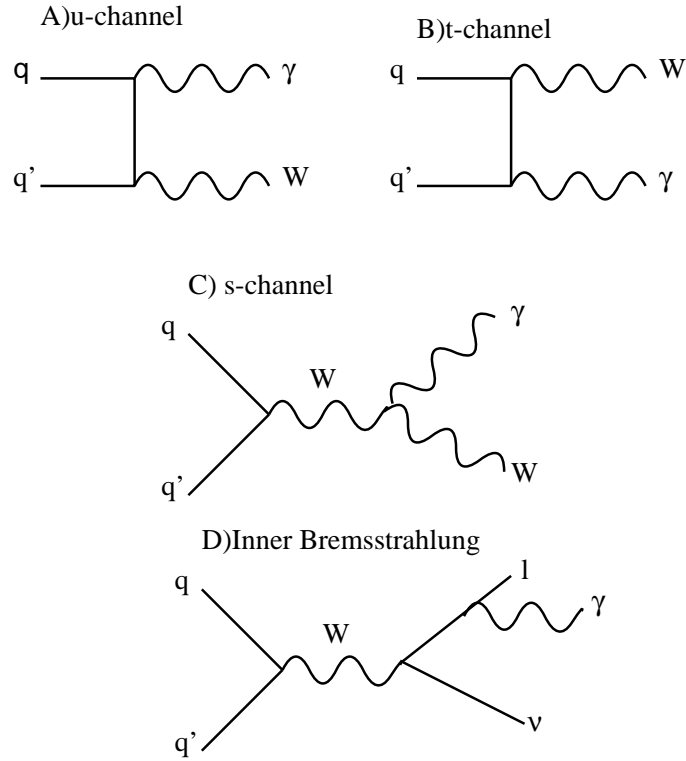 A)u-channel
B)t-channel
q γ
q’ W
q W
q’ γ
C) s-channel
q
γ
W
q’
W
D)Inner Bremsstrahlung
q
l
γ
W
ν
q’